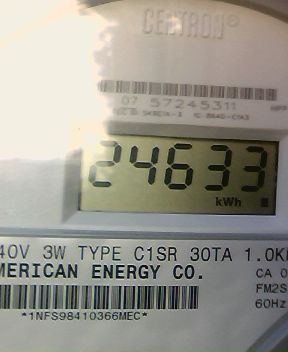 CENTRON®
07 57245311
24633
kWh
40V 3W TYPE C1SR 30TA 1.0K
MERICAN ENERGY CO.
CA 0
FM2S
60Hz
*1NFS98410366MEC*